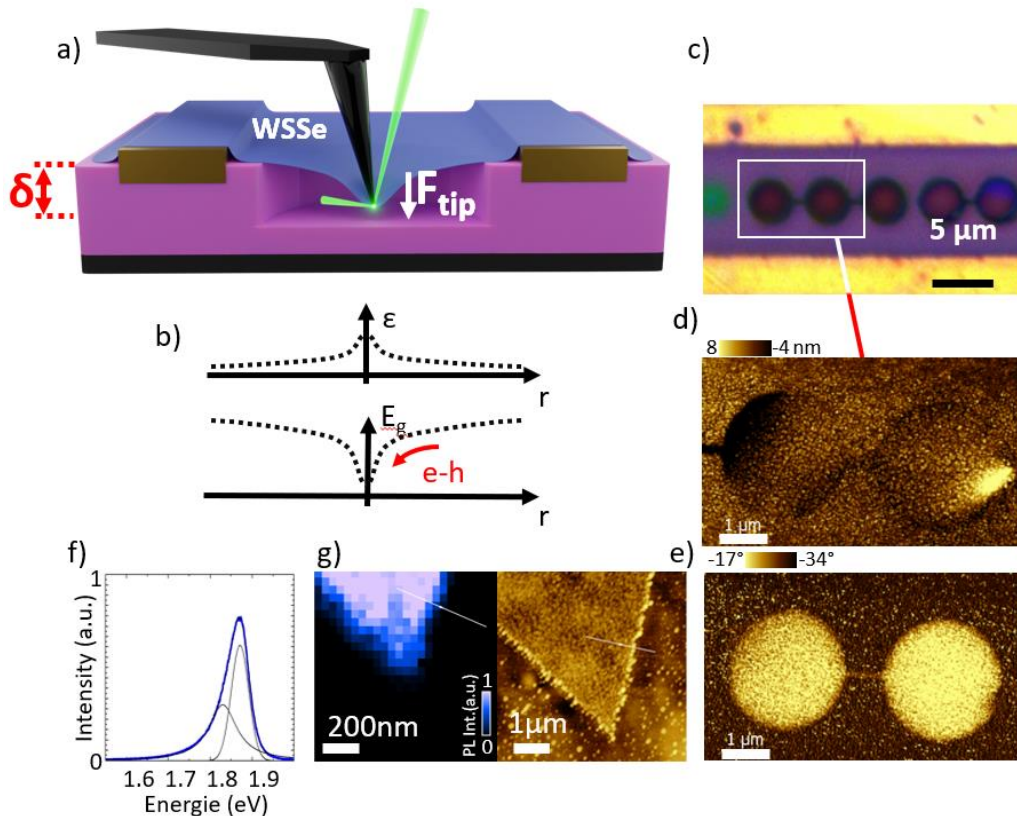 a)
WSSe
δ
F_tip
b)
ε
r
E_g
e-h
r
c)
5 µm
d)
8 -4 nm
1 µm
e)
-17° -34°
1 µm
f)
1
Intensity (a.u.)
0
1.6 1.7 1.8 1.9
Energie (eV)
g)
PL Int.(a.u.)
1
0
200nm
1µm